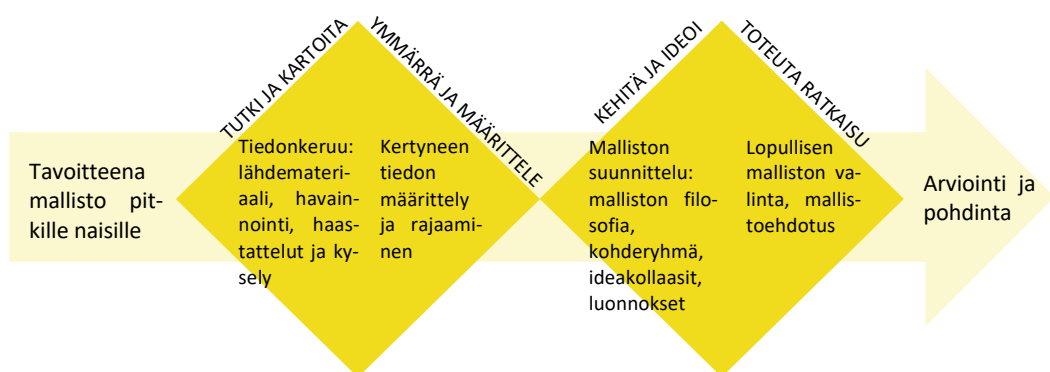 TUTKI JA KARTOITA
YMMÄRRÄ JA MÄÄRITTELE
KEHITÄ JA IDEOI
TOTEUTA RATKAISU
Tavoitteena
mallisto pit-
kille naisille
Tiedonkeruu:
lähdemateri-
aali, havain-
nointi, haas-
tattelut ja ky-
sely
Kertyneen
tiedon
määrittely
ja rajaami-
nen
Malliston
suunnittelu:
malliston filo-
sofia,
kohderyhmä,
ideakollaasit,
luonnokset
Lopullisen
malliston va-
linta, mallis-
toehdotus
Arviointi ja
pohdinta